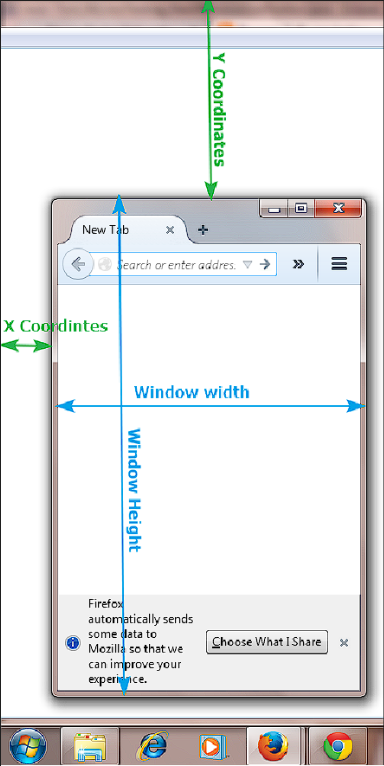 Y Coordinates
New Tab
Search or enter addres.
X Coordintes
Window width
Window Height
Firefox
automatically sends
some data to
Mozilla so that we
can improve your
experience.
Choose What I Share